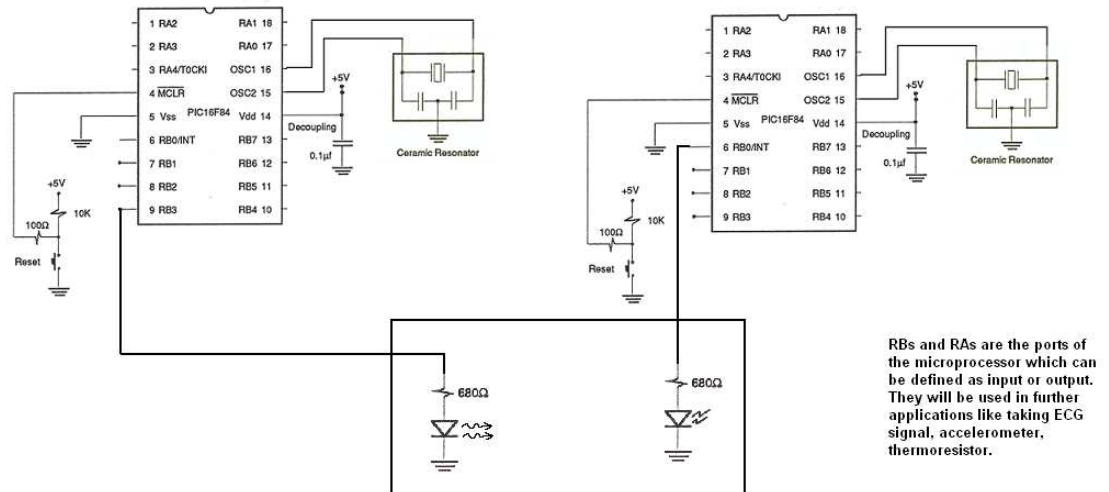 1 RA2
RA1 18
2 RA3
RA0 17
3 RA4/T0CKI
OSC1 16
4 MCLR
OSC2 15
PIC16F84
5 Vss
Vdd 14
6 RB0/INT
RB7 13
7 RB1
RB6 12
8 RB2
RB5 11
9 RB3
RB4 10
+5V
Decoupling
0.1µf
Ceramic Resonator
+5V
10K
100Ω
Reset
1 RA2
RA1 18
2 RA3
RA0 17
3 RA4/T0CKI
OSC1 16
4 MCLR
OSC2 15
PIC16F84
5 Vss
Vdd 14
6 RB0/INT
RB7 13
7 RB1
RB6 12
8 RB2
RB5 11
9 RB3
RB4 10
+5V
Decoupling
0.1µf
Ceramic Resonator
+5V
10K
100Ω
Reset
680Ω
680Ω
RBs and RAs are the ports of
the microprocessor which can
be defined as input or output.
They will be used in further
applications like taking ECG
signal, accelerometer,
thermoresistor.